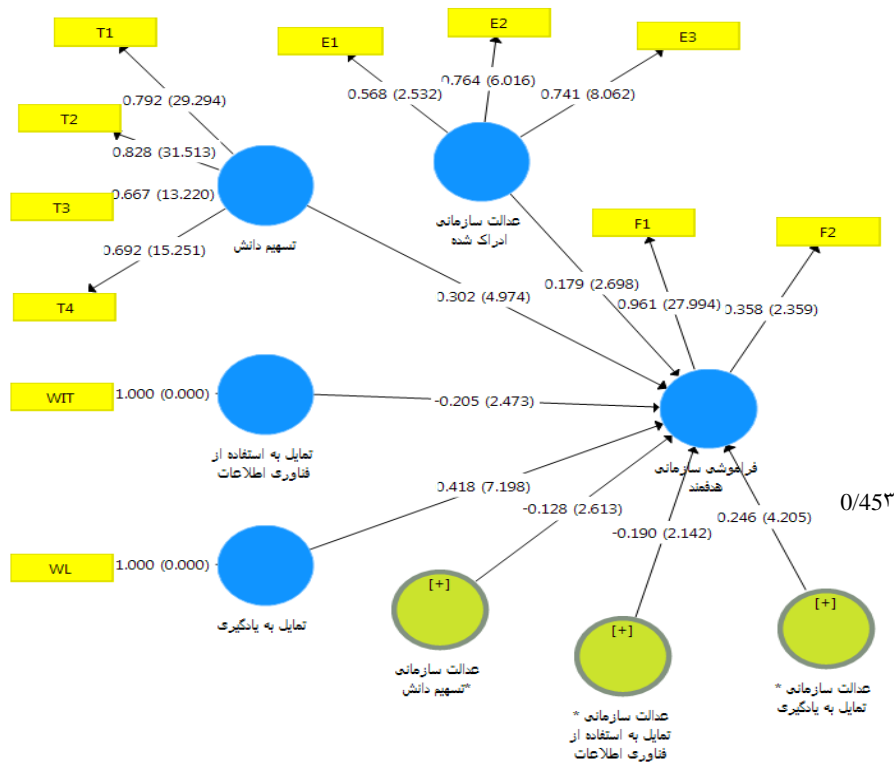 T1
E1
E2
E3
0.792 (29.294)
0.568 (2.532)
0.764 (6.016)
0.741 (8.062)
T2
0.828 (31.513)
T3
0.667 (13.220)
0.692 (15.251)
T4
تسهیم دانش
عدالت سازمانی
ادراک شده
F1
F2
0.302 (4.974)
0.179 (2.698)
0.961 (27.994)
0.358 (2.359)
WIT
1.000 (0.000)
-0.205 (2.473)
تمایل به استفاده از
فناوری اطلاعات
فراموشی سازمانی
هدفمند
0/45۳
0.418 (7.198)
-0.128 (2.613)
-0.190 (2.142)
0.246 (4.205)
WL
1.000 (0.000)
تمایل به یادگیری
[+]
[+]
[+]
عدالت سازمانی
*تسهیم دانش
عدالت سازمانی *
تمایل به استفاده از
فناوری اطلاعات
عدالت سازمانی *
تمایل به یادگیری